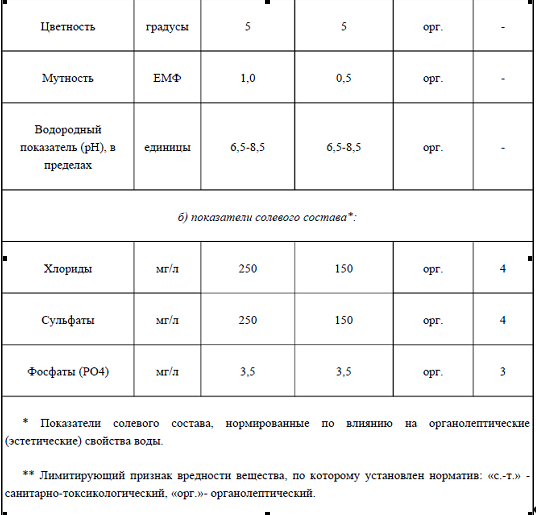 Цветность градусы 5 5 орг. -
Мутность ЕМФ 1,0 0,5 орг. -
Водородный
показатель (pH), в
пределах
единицы 6,5-8,5 6,5-8,5 орг. -
б) показатели солевого состава*:
Хлориды мг/л 250 150 орг. 4
Сульфаты мг/л 250 150 орг. 4
Фосфаты (PO4) мг/л 3,5 3,5 орг. 3
* Показатели солевого состава, нормированные по влиянию на органолептические
(эстетические) свойства воды.
** Лимитирующий признак вредности вещества, по которому установлен норматив: «с.-т.» -
санитарно-токсикологический, «орг.»- органолептический.